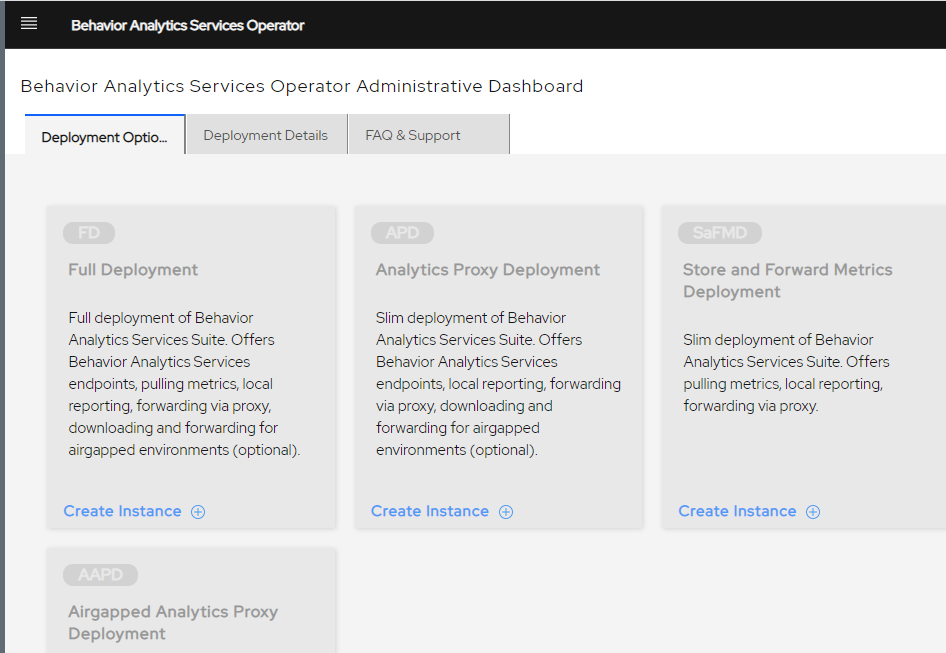 Behavior Analytics Services Operator
Behavior Analytics Services Operator Administrative Dashboard
Deployment Optio...
Deployment Details
FAQ & Support
FD
Full Deployment
Full deployment of Behavior
Analytics Services Suite. Offers
Behavior Analytics Services
endpoints, pulling metrics, local
reporting, forwarding via proxy,
downloading and forwarding for
airgapped environments (optional).
Create Instance
APD
Analytics Proxy Deployment
Slim deployment of Behavior
Analytics Services Suite. Offers
Behavior Analytics Services
endpoints, local reporting, forwarding
via proxy, downloading and
forwarding for airgapped
environments (optional).
Create Instance
SaFMD
Store and Forward Metrics
Deployment
Slim deployment of Behavior
Analytics Services Suite. Offers
pulling metrics, local reporting,
forwarding via proxy.
Create Instance
AAPD
Airgapped Analytics Proxy
Deployment